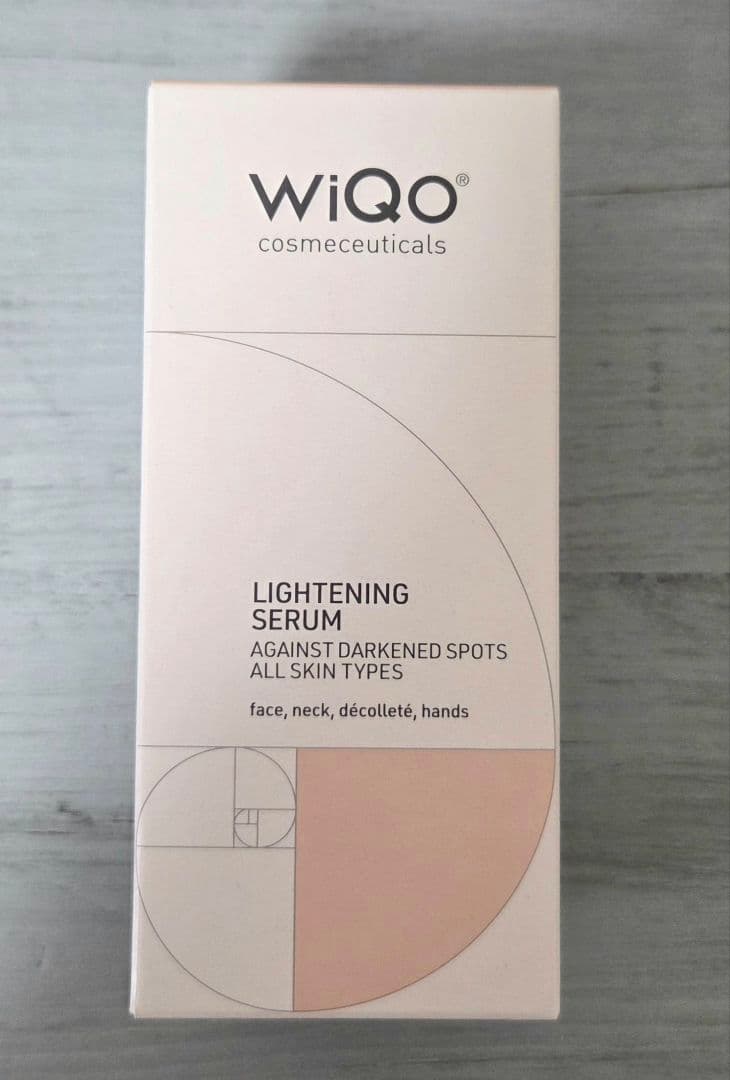 WiQO®
cosmeceuticals
LIGHTENING
SERUM
AGAINST DARKENED SPOTS
ALL SKIN TYPES
face, neck, décolleté, hands